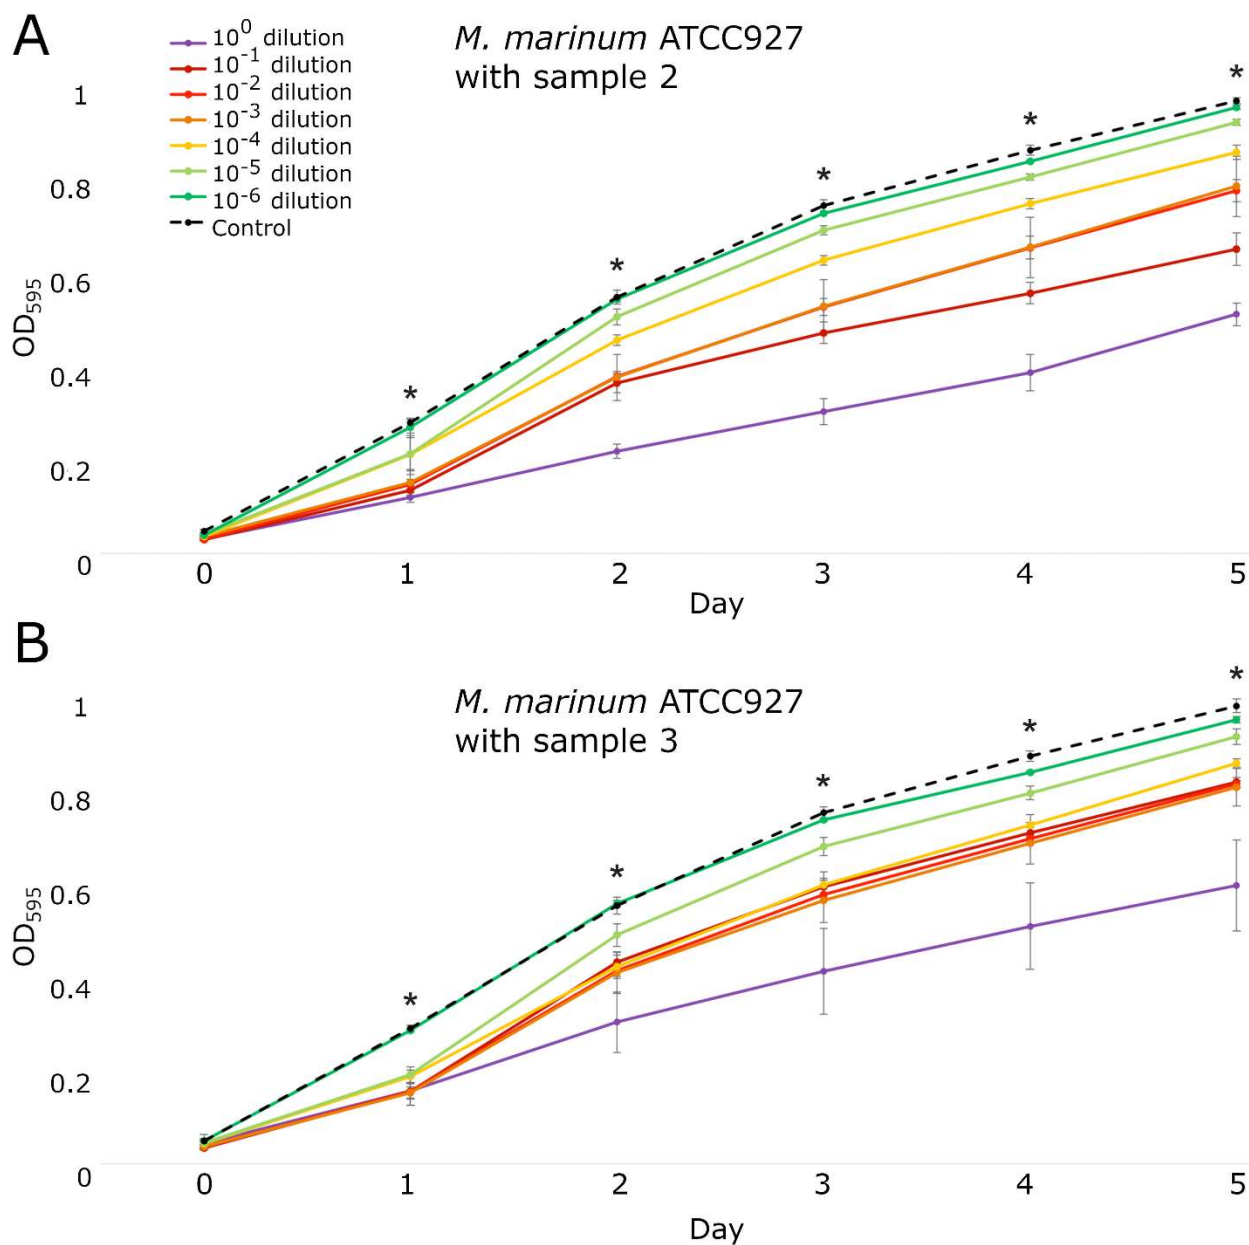 A
10⁰ dilution
10⁻¹ dilution
10⁻² dilution
10⁻³ dilution
10⁻⁴ dilution
10⁻⁵ dilution
10⁻⁶ dilution
Control
M. marinum ATCC927
with sample 2
*
*
*
*
*
1
0.8
0.6
0.4
0.2
0
OD₅₉₅
0 1 2 3 4 5
Day
B
M. marinum ATCC927
with sample 3
*
*
*
*
*
1
0.8
0.6
0.4
0.2
0
OD₅₉₅
0 1 2 3 4 5
Day